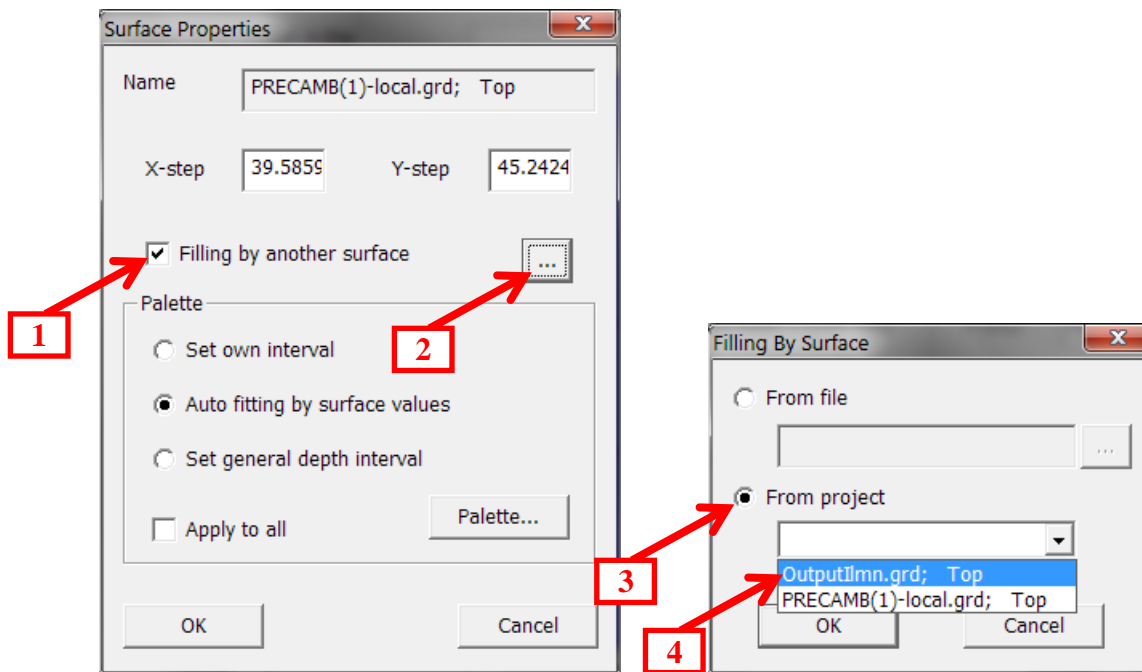 Surface Properties
Name
PRECAMB(1)-local.grd; Top
X-step
39.5859
Y-step
45.2424
Filling by another surface
...
1
Palette
2
Set own interval
Auto fitting by surface values
Set general depth interval
Apply to all
Palette...
OK
Cancel
Filling By Surface
From file
...
From project
3
OutputIlmn.grd; Top
PRECAMB(1)-local.grd; Top
4
OK
Cancel